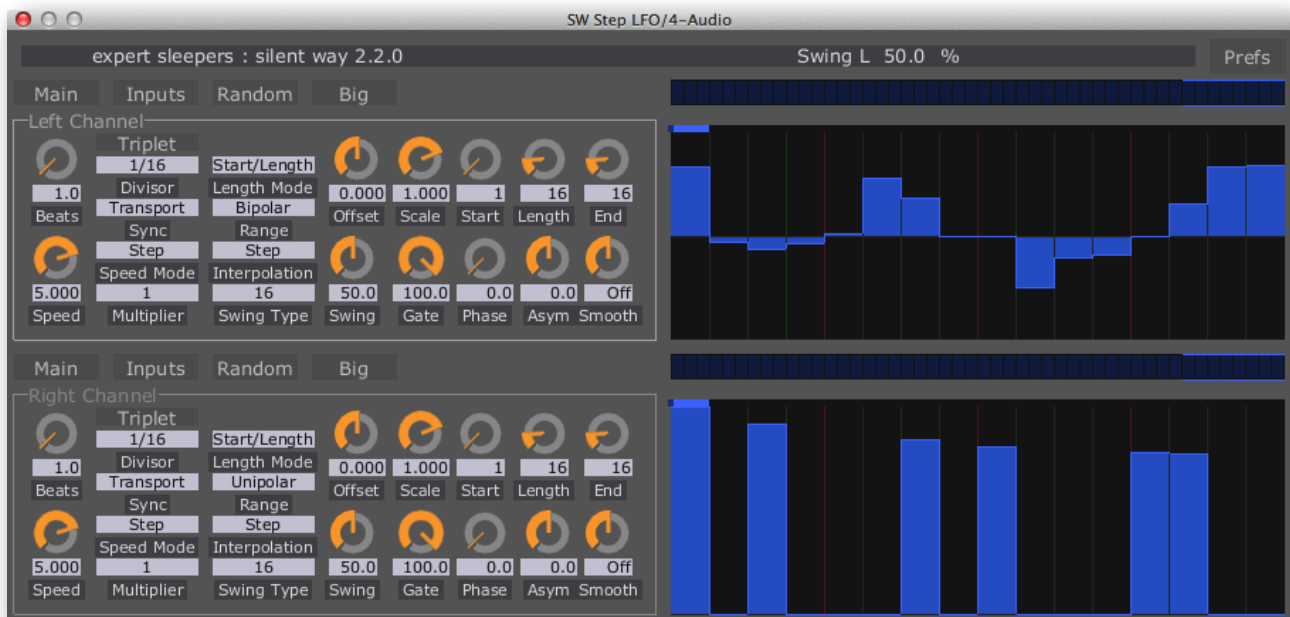 SW Step LFO/4-Audio
expert sleepers : silent way 2.2.0 Swing L 50.0 % Prefs
Main Inputs Random Big
Left Channel
Triplet
1/16 Start/Length
1.0 Divisor Length Mode 0.000 1.000 1 16 16
Beats Transport Bipolar Offset Scale Start Length End
Sync Range
Step Step
Speed Mode Interpolation
5.000 1 16 50.0 100.0 0.0 0.0 Off
Speed Multiplier Swing Type Swing Gate Phase Asym Smooth
Main Inputs Random Big
Right Channel
Triplet
1/16 Start/Length
1.0 Divisor Length Mode 0.000 1.000 1 16 16
Beats Transport Unipolar Offset Scale Start Length End
Sync Range
Step Step
Speed Mode Interpolation
5.000 1 16 50.0 100.0 0.0 0.0 Off
Speed Multiplier Swing Type Swing Gate Phase Asym Smooth